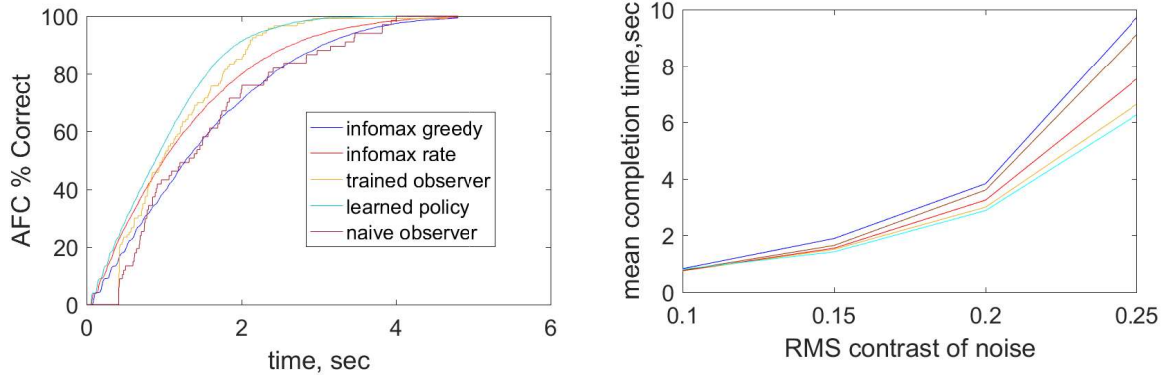 100
80
60
40
20
0
AFC % Correct
infomax greedy
infomax rate
trained observer
learned policy
naive observer
0 2 4 6
time, sec
10
8
6
4
2
0
mean completion time,sec
0.1 0.15 0.2 0.25
RMS contrast of noise